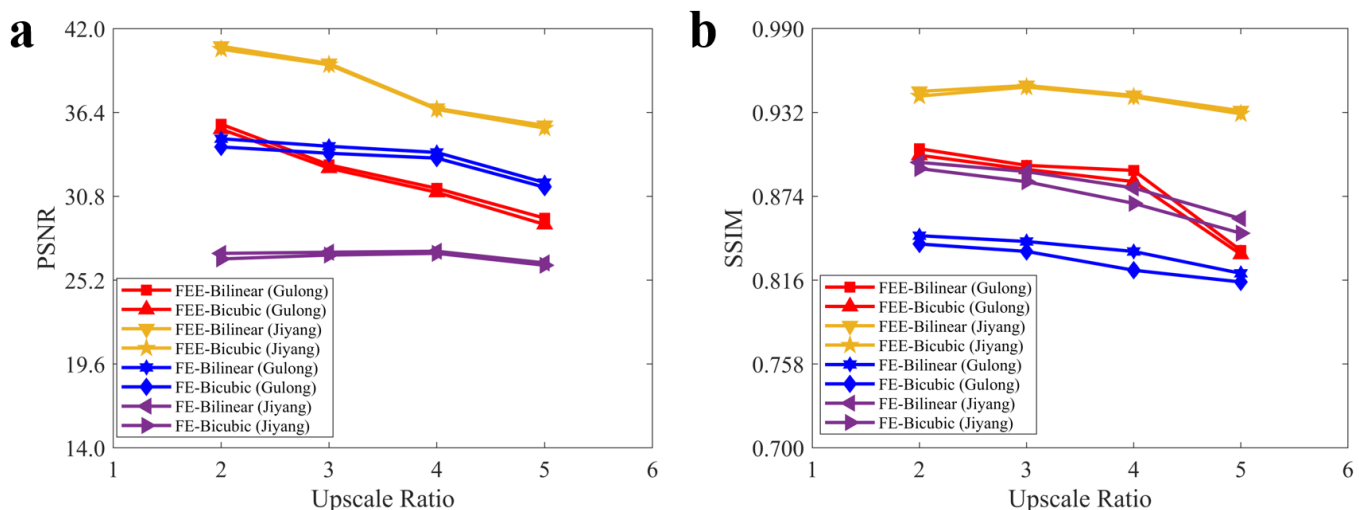 a
42.0
36.4
30.8
25.2
19.6
14.0
PSNR
FEE-Bilinear (Gulong)
FEE-Bicubic (Gulong)
FEE-Bilinear (Jiyang)
FEE-Bicubic (Jiyang)
FE-Bilinear (Gulong)
FE-Bicubic (Gulong)
FE-Bilinear (Jiyang)
FE-Bicubic (Jiyang)
1 2 3 4 5 6
Upscale Ratio
b
0.990
0.932
0.874
0.816
0.758
0.700
SSIM
FEE-Bilinear (Gulong)
FEE-Bicubic (Gulong)
FEE-Bilinear (Jiyang)
FEE-Bicubic (Jiyang)
FE-Bilinear (Gulong)
FE-Bicubic (Gulong)
FE-Bilinear (Jiyang)
FE-Bicubic (Jiyang)
1 2 3 4 5 6
Upscale Ratio